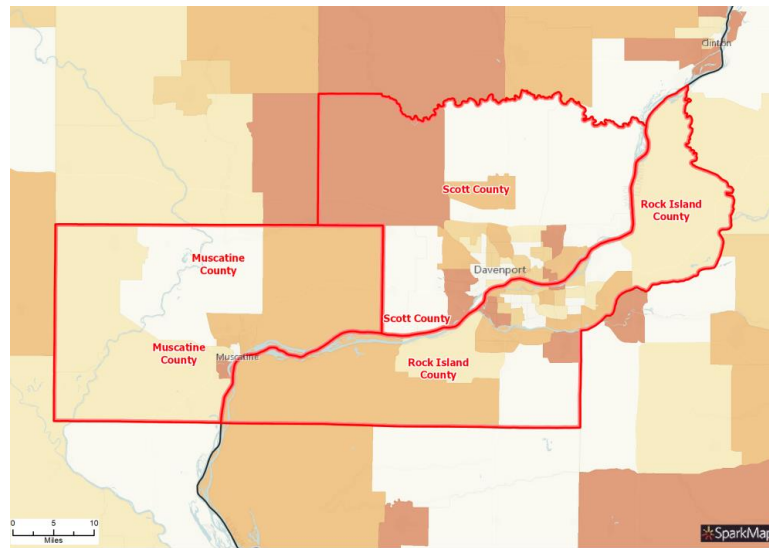 Clinton
Scott County
Rock Island
County
Muscatine
County
Davenport
Scott County
Muscatine
County
Muscatine
Rock Island
County
0 5 10
Miles
SparkMap